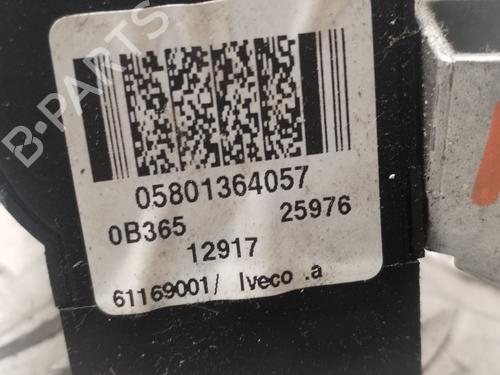 B-PARTS
05801364057
0B365 25976
12917
61169001/ Iveco .a